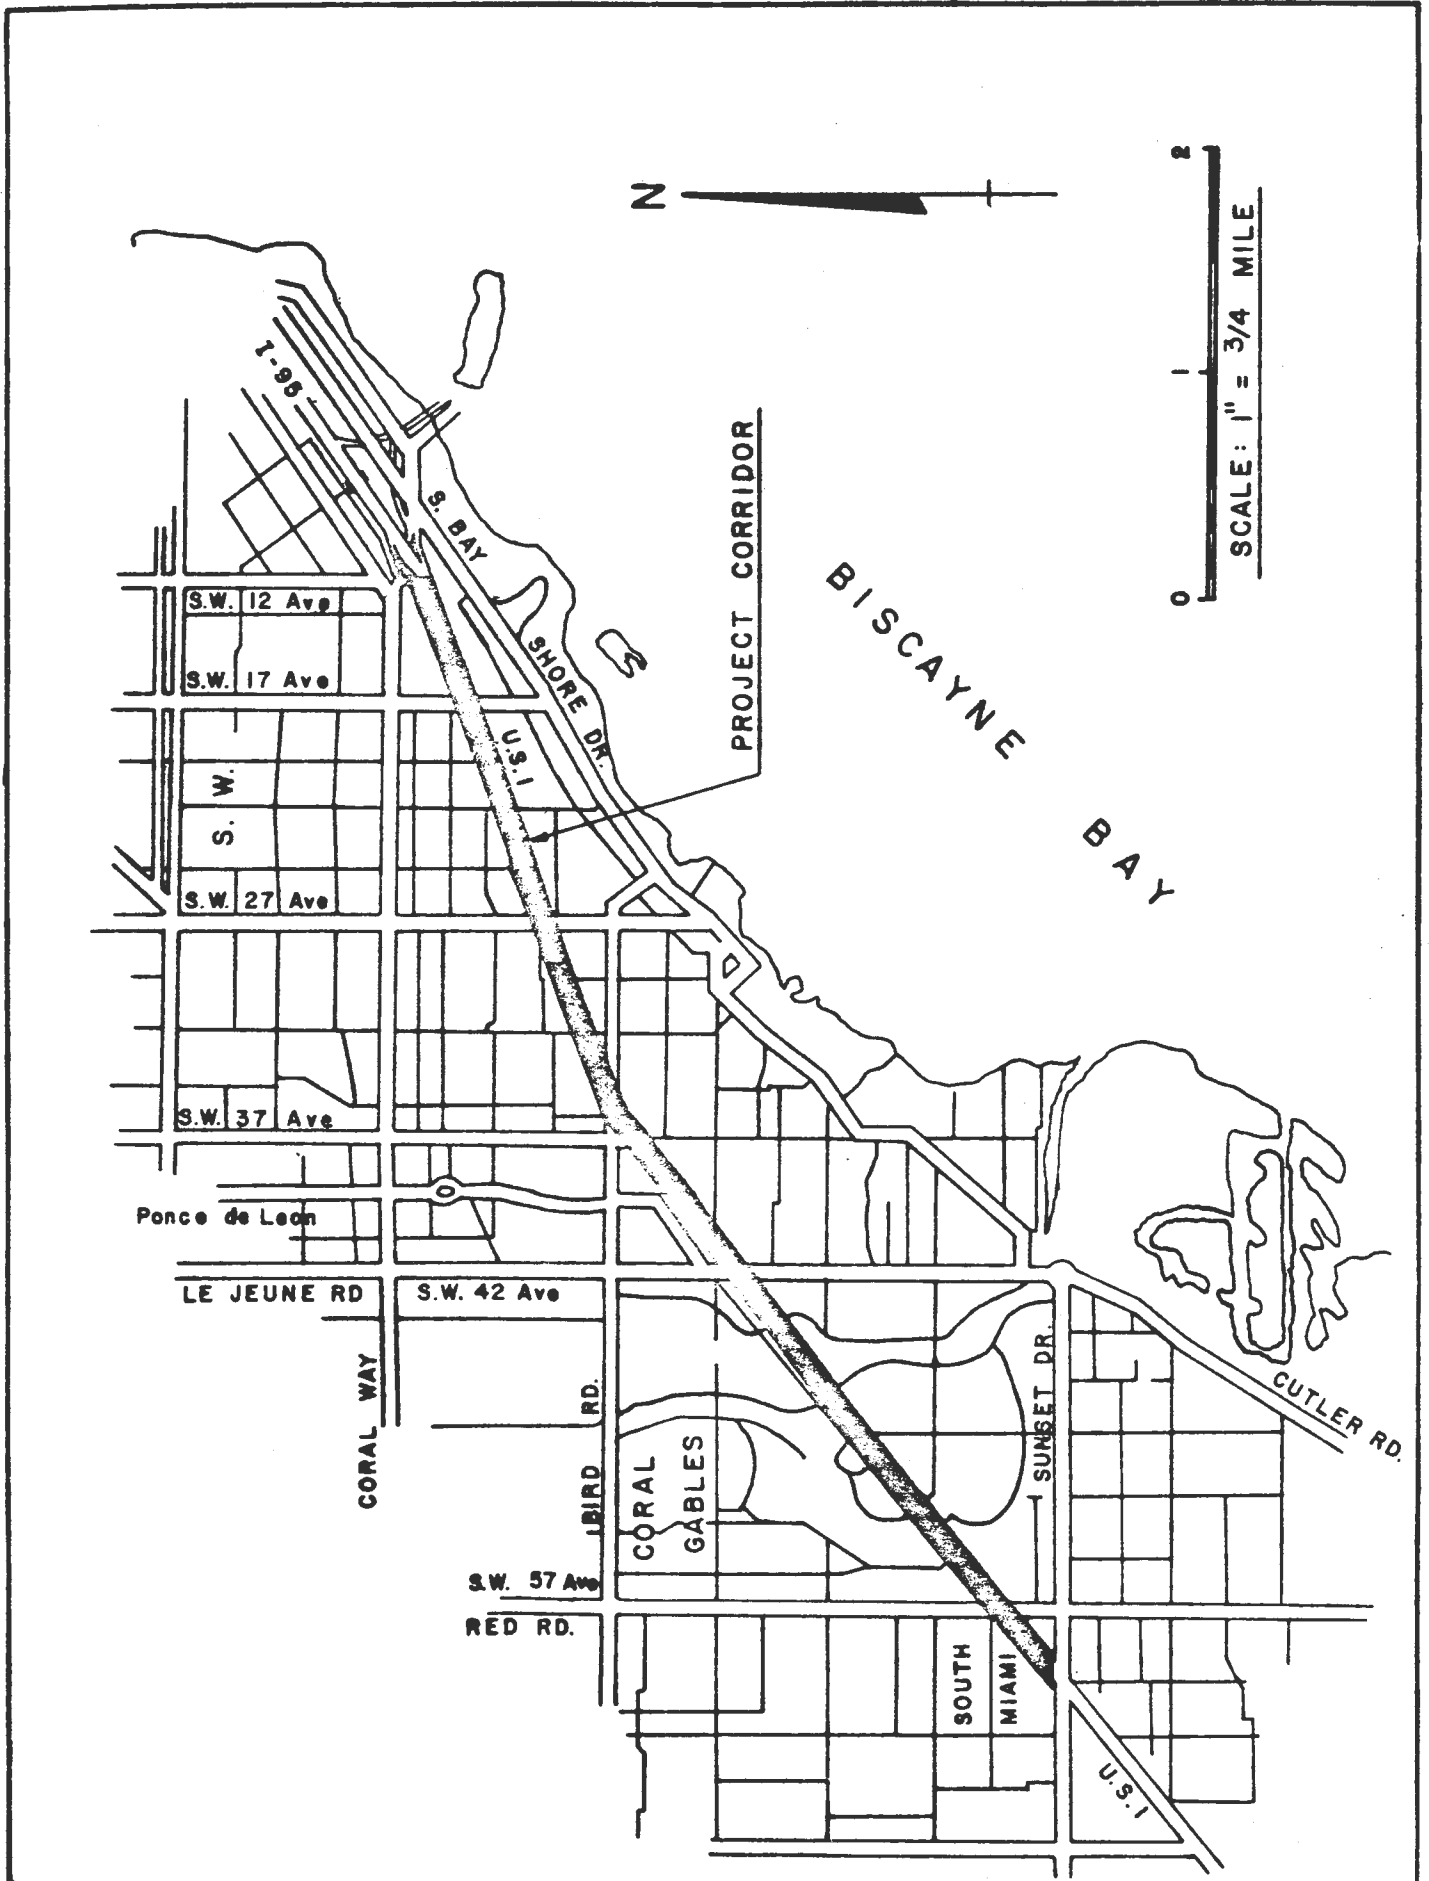 N
2
1
0
SCALE: 1" = 3/4 MILE
I-95
S. BAY
SHORE DR.
PROJECT CORRIDOR
BISCAYNE
BAY
S.W. 12 Ave
S.W. 17 Ave
U.S.1
S. W.
S.W. 27 Ave
S.W. 37 Ave
Ponce de Leon
LE JEUNE RD
S.W. 42 Ave
CORAL WAY
BIRD RD.
CORAL
GABLES
SUNSET DR.
CUTLER RD.
S.W. 57 Ave
RED RD.
SOUTH
MIAMI
U.S.1